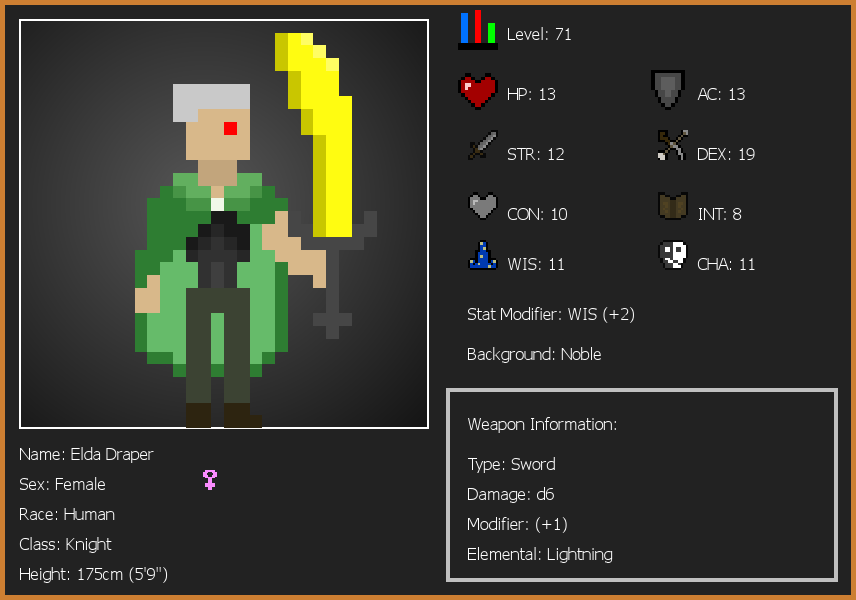 Level: 71
HP: 13
AC: 13
STR: 12
DEX: 19
CON: 10
INT: 8
WIS: 11
CHA: 11
Stat Modifier: WIS (+2)
Background: Noble
Weapon Information:
Type: Sword
Damage: d6
Modifier: (+1)
Elemental: Lightning
Name: Elda Draper
Sex: Female
Race: Human
Class: Knight
Height: 175cm (5'9")